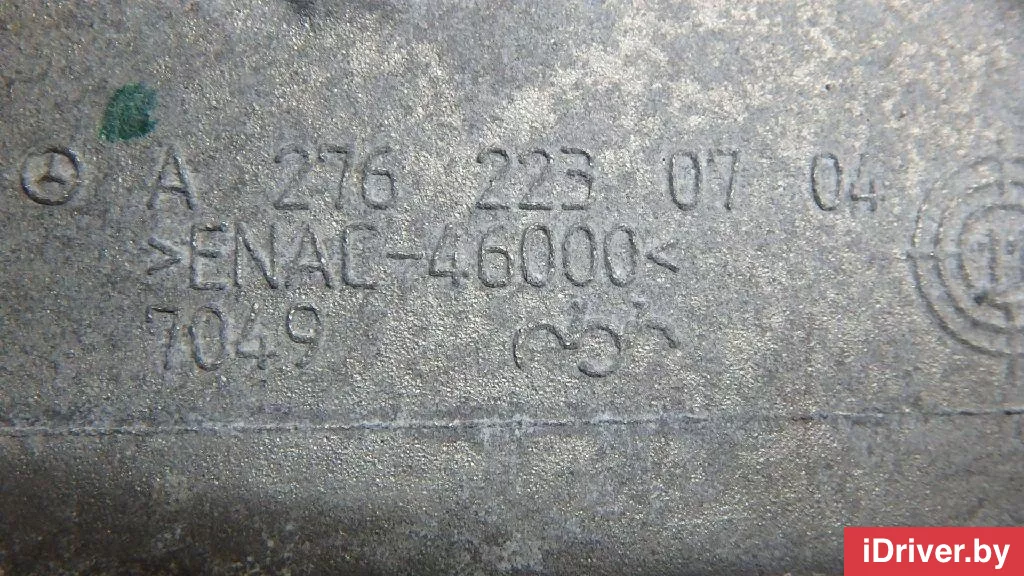 A 276 223 07 04
>ENAC-46000<
7049
iDriver.by